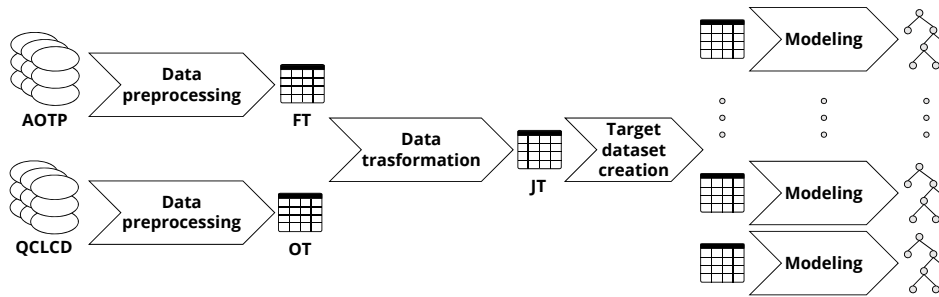 AOTP
Data
preprocessing
FT
QCLCD
Data
preprocessing
OT
Data
trasformation
JT
Target
dataset
creation
Modeling
Modeling
Modeling